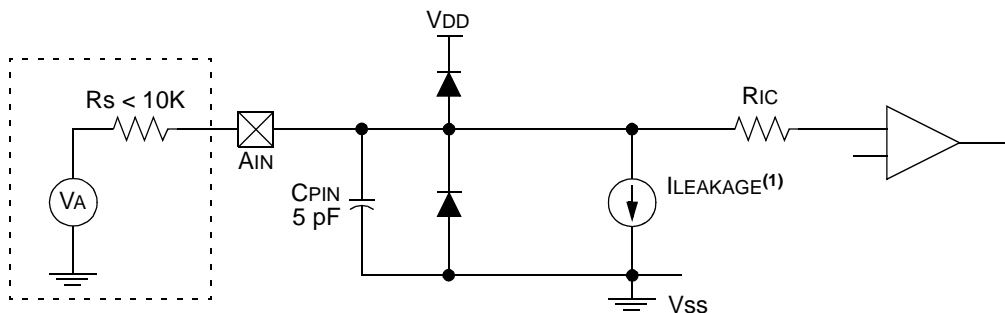 VDD
Rs < 10K
RIC
AIN
CPIN
5 pF
ILEAKAGE(1)
VA
VSS